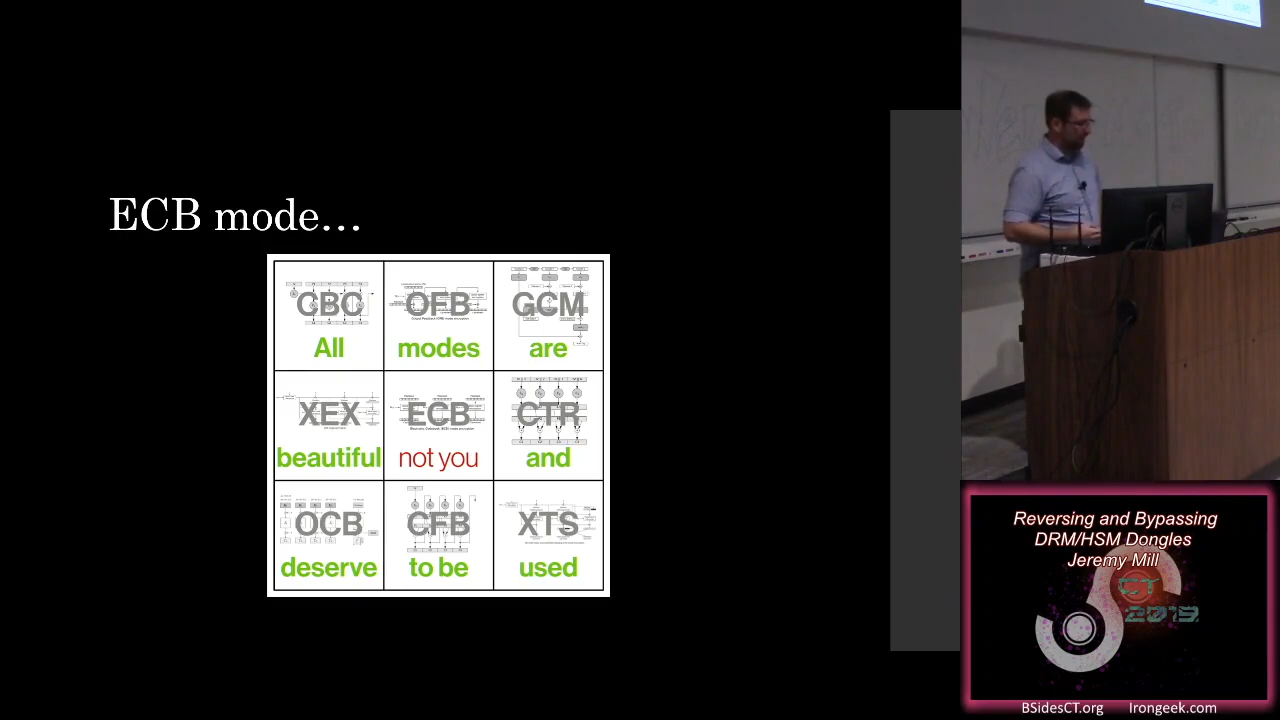 ECB mode...
CBC
OFB
GCM
All
modes
are
XEX
ECB
CTR
beautiful
not you
and
OCB
CFB
XTS
deserve
to be
used
Reversing and Bypassing
DRM/HSM Dongles
Jeremy Mill
CT
2019
BSidesCT.org
Irongeek.com